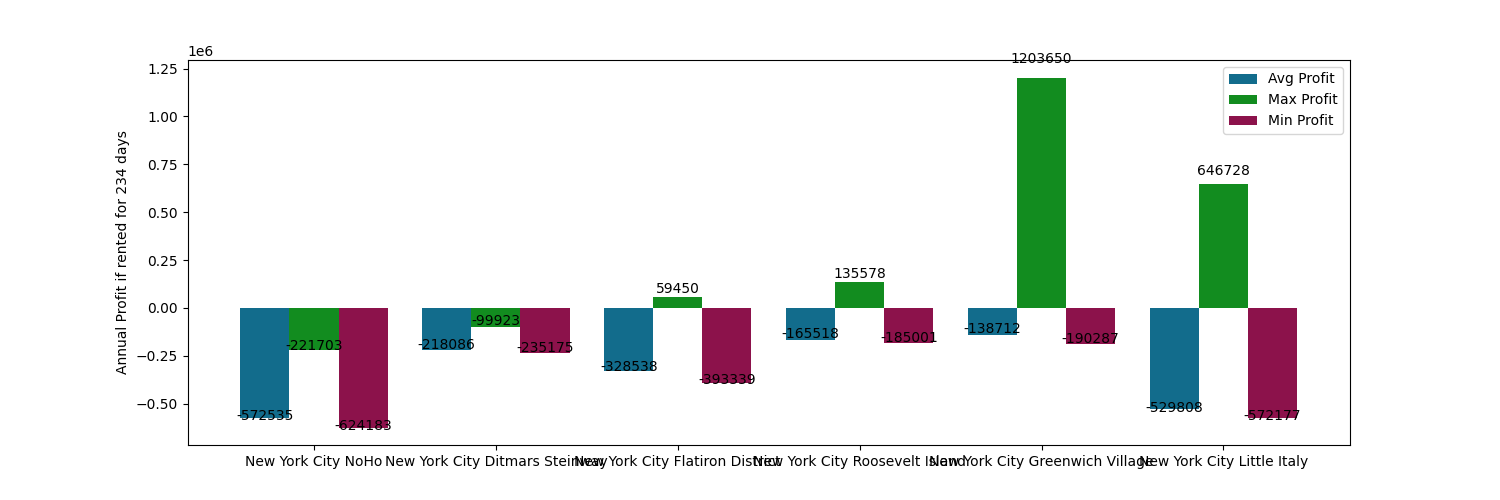 1e6
1.25
1.00
0.75
0.50
0.25
0.00
−0.25
−0.50
Annual Profit if rented for 234 days
1203650
646728
135578
59450
-99923
-221703
-218086
-235175
-328538
-393339
-165518
-185001
-138712
-190287
-572535
-624183
-529808
-572177
Avg Profit
Max Profit
Min Profit
New York City NoHo
New York City Ditmars Steinway
New York City Flatiron District
New York City Roosevelt Island
New York City Greenwich Village
New York City Little Italy